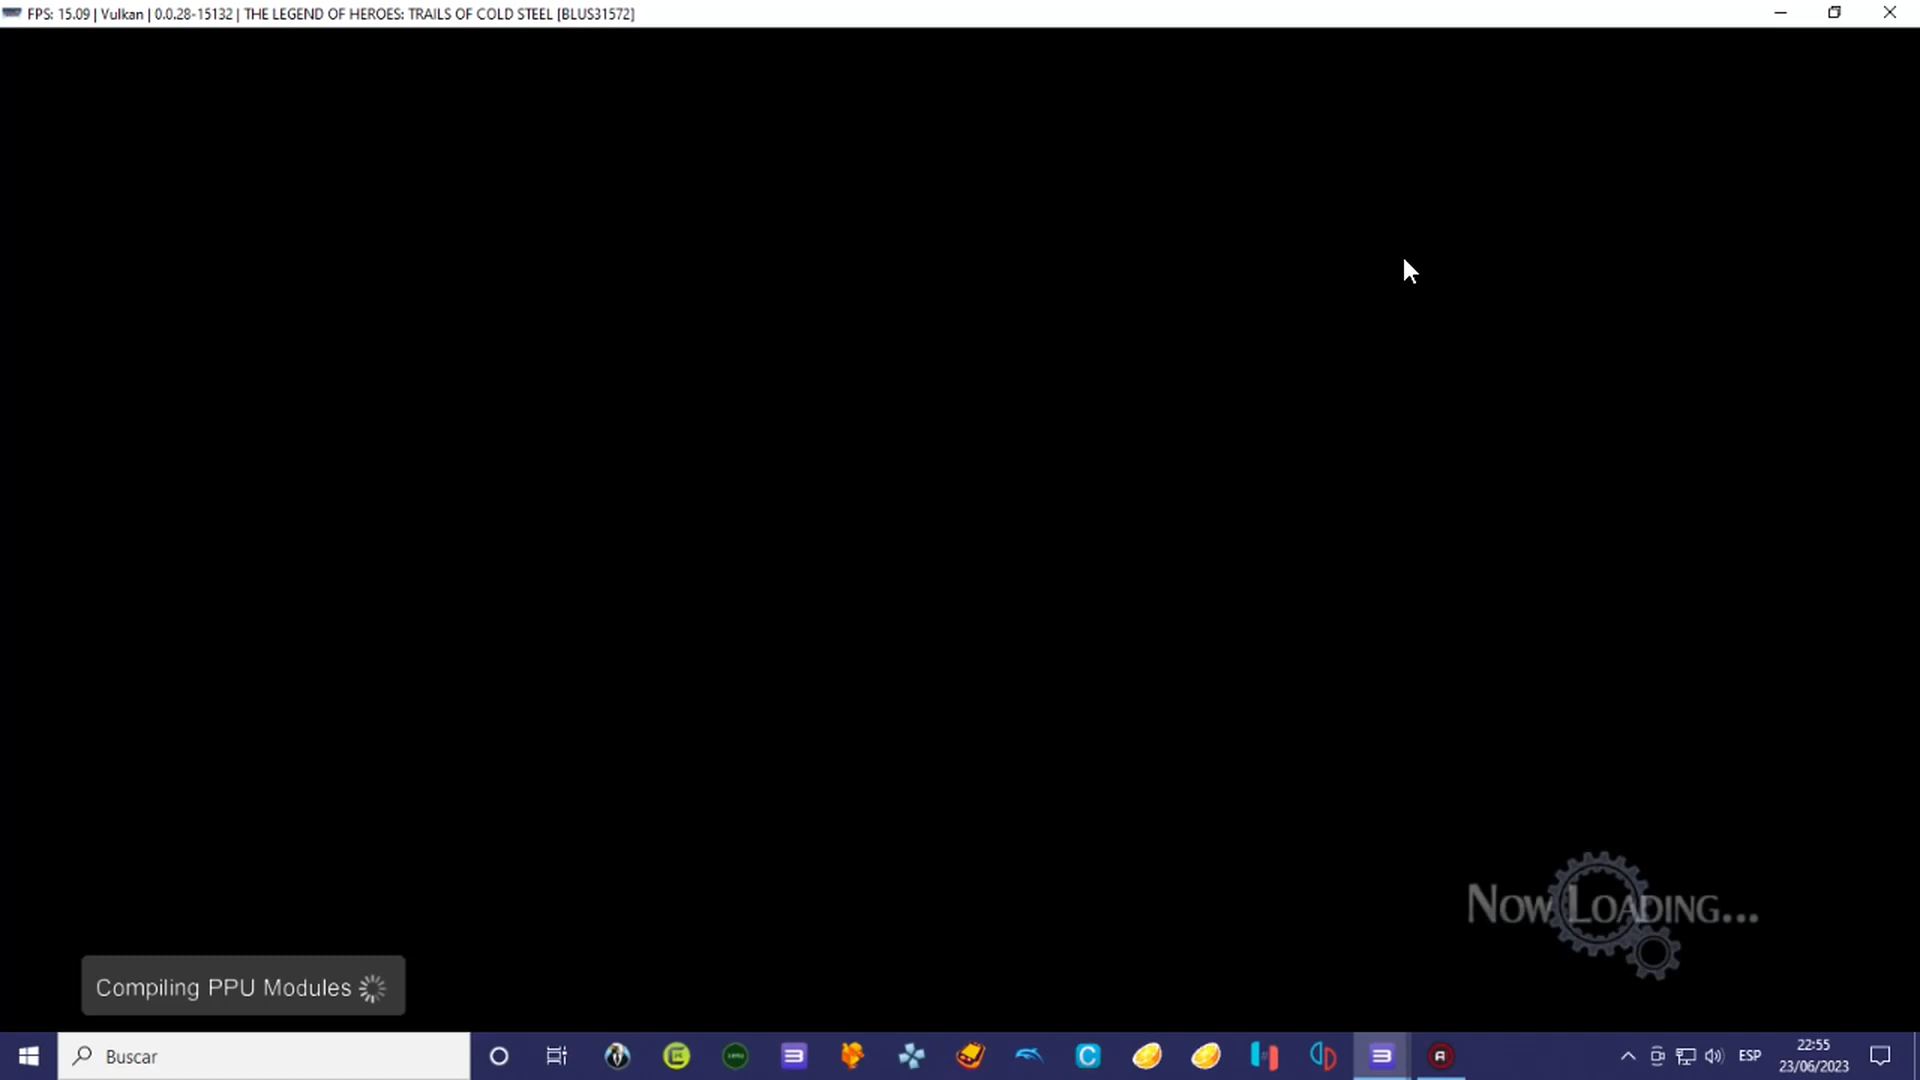 FPS: 15.09 | Vulkan | 0.0.28-15132 | THE LEGEND OF HEROES: TRAILS OF COLD STEEL [BLUS31572]
NOW LOADING...
Compiling PPU Modules
Buscar
ESP
22:55
23/06/2023